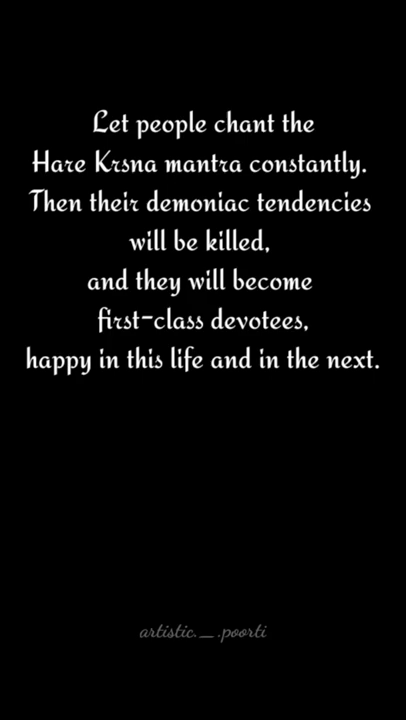 Let people chant the
Hare Krsna mantra constantly.
Then their demoniac tendencies
will be killed,
and they will become
first-class devotees,
happy in this life and in the next.
artistic._.poorti